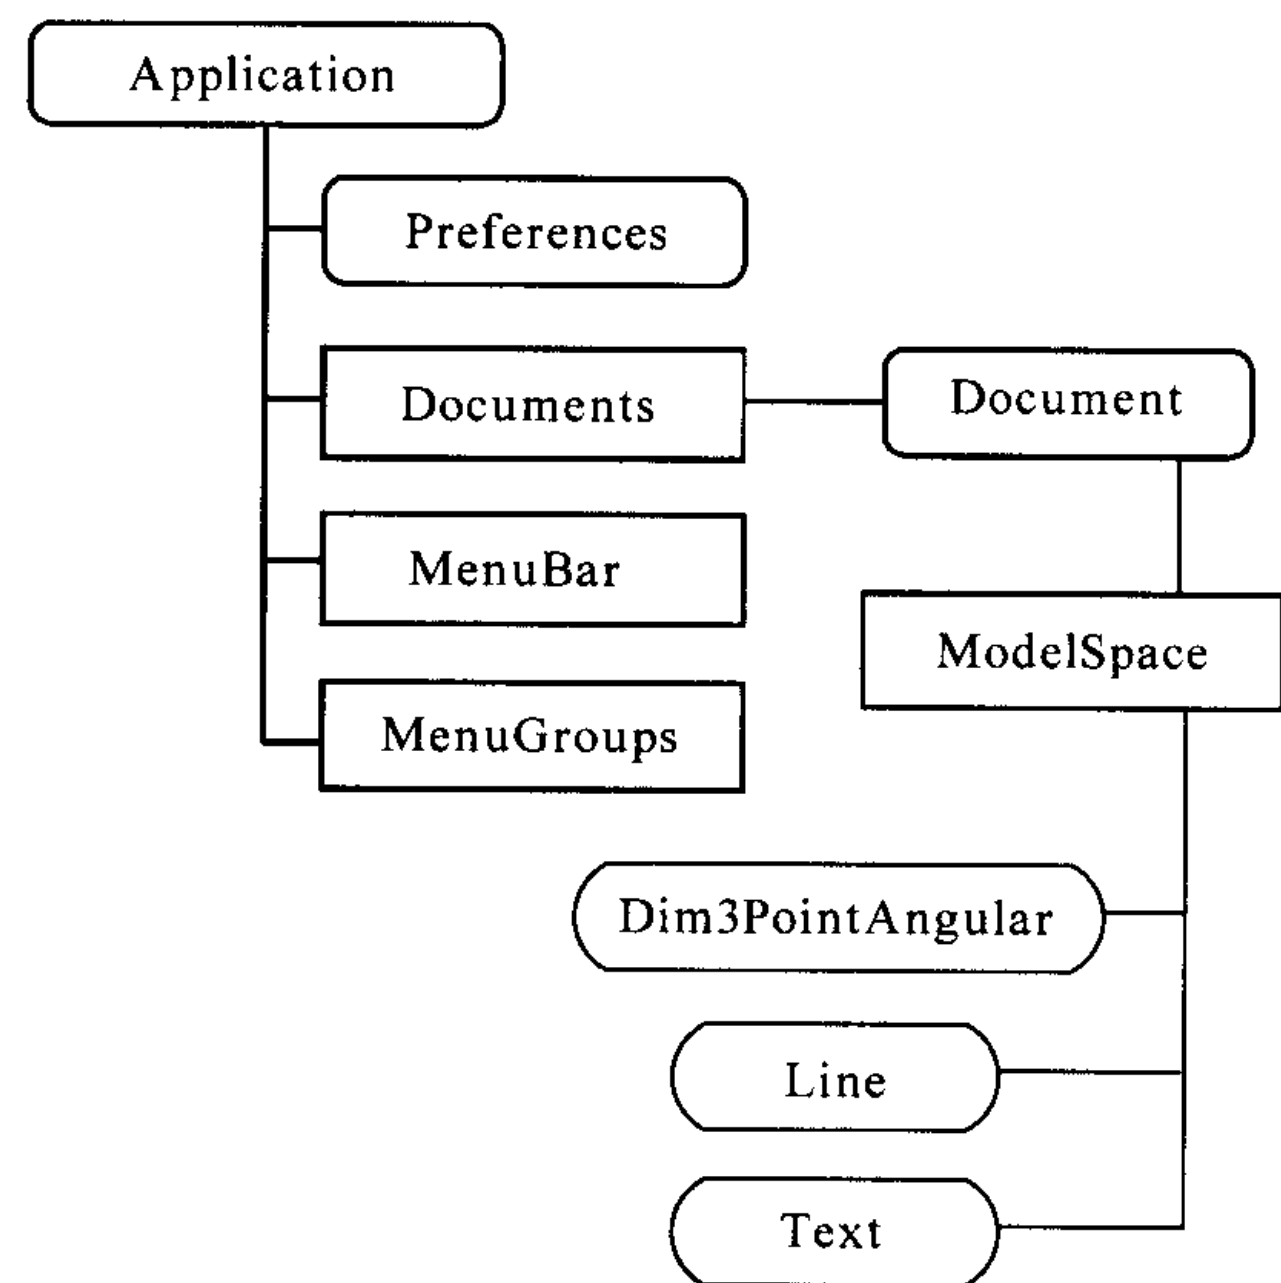 Application
Preferences
Documents
Document
MenuBar
ModelSpace
MenuGroups
Dim3PointAngular
Line
Text